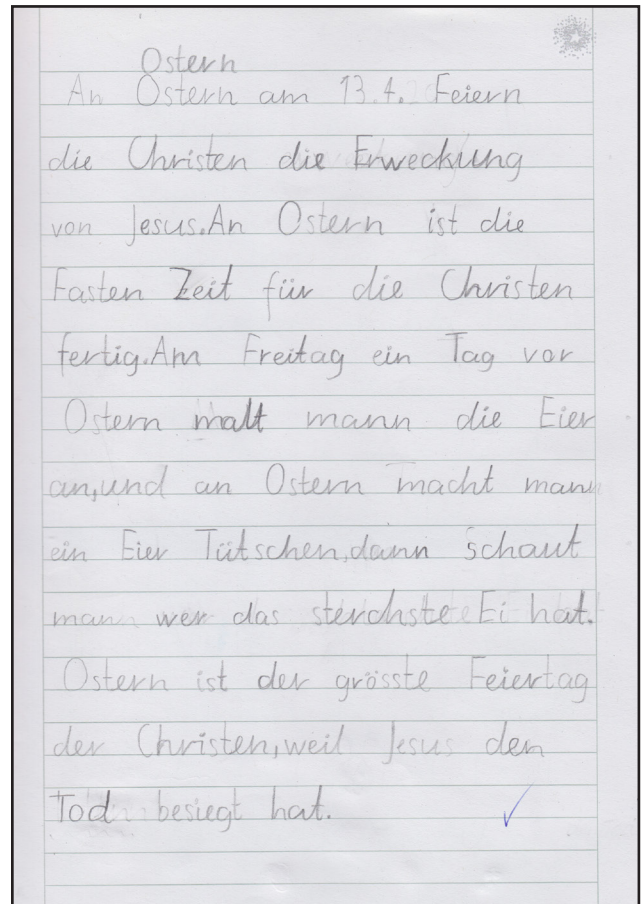 Ostern
An Ostern am 13.4. Feiern
die Christen die Erweckung
von Jesus.An Ostern ist die
Fasten Zeit für die Christen
fertig.Am Freitag ein Tag vor
Ostern malt mann die Eier
an,und an Ostern macht mann
ein Eier Tütschen,dann schaut
mann wer das sterchste Ei hat.
Ostern ist der grösste Feiertag
der Christen,weil Jesus den
Tod besiegt hat.